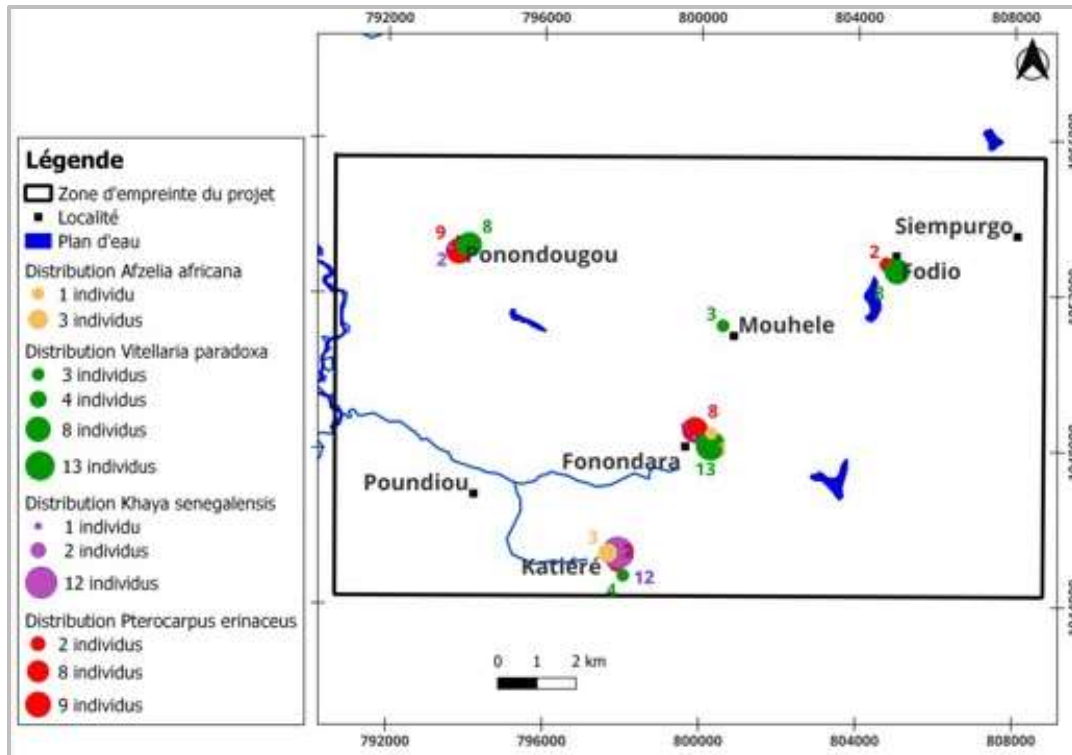 792000 796000 800000 804000 808000
Légende
Zone d'empreinte du projet
Localité
Plan d'eau
Distribution Afzelia africana
1 individu
3 individus
Distribution Vitellaria paradoxa
3 individus
4 individus
8 individus
13 individus
Distribution Khaya senegalensis
1 individu
2 individus
12 individus
Distribution Pterocarpus erinaceus
2 individus
8 individus
9 individus
Siempurgo
9 8
2 Ponondougou
2
Fodio
3
Mouhele
8
Fonondara
13
Poundiou
3
Katiéré
12
4
0 1 2 km
792000 796000 800000 804000 808000